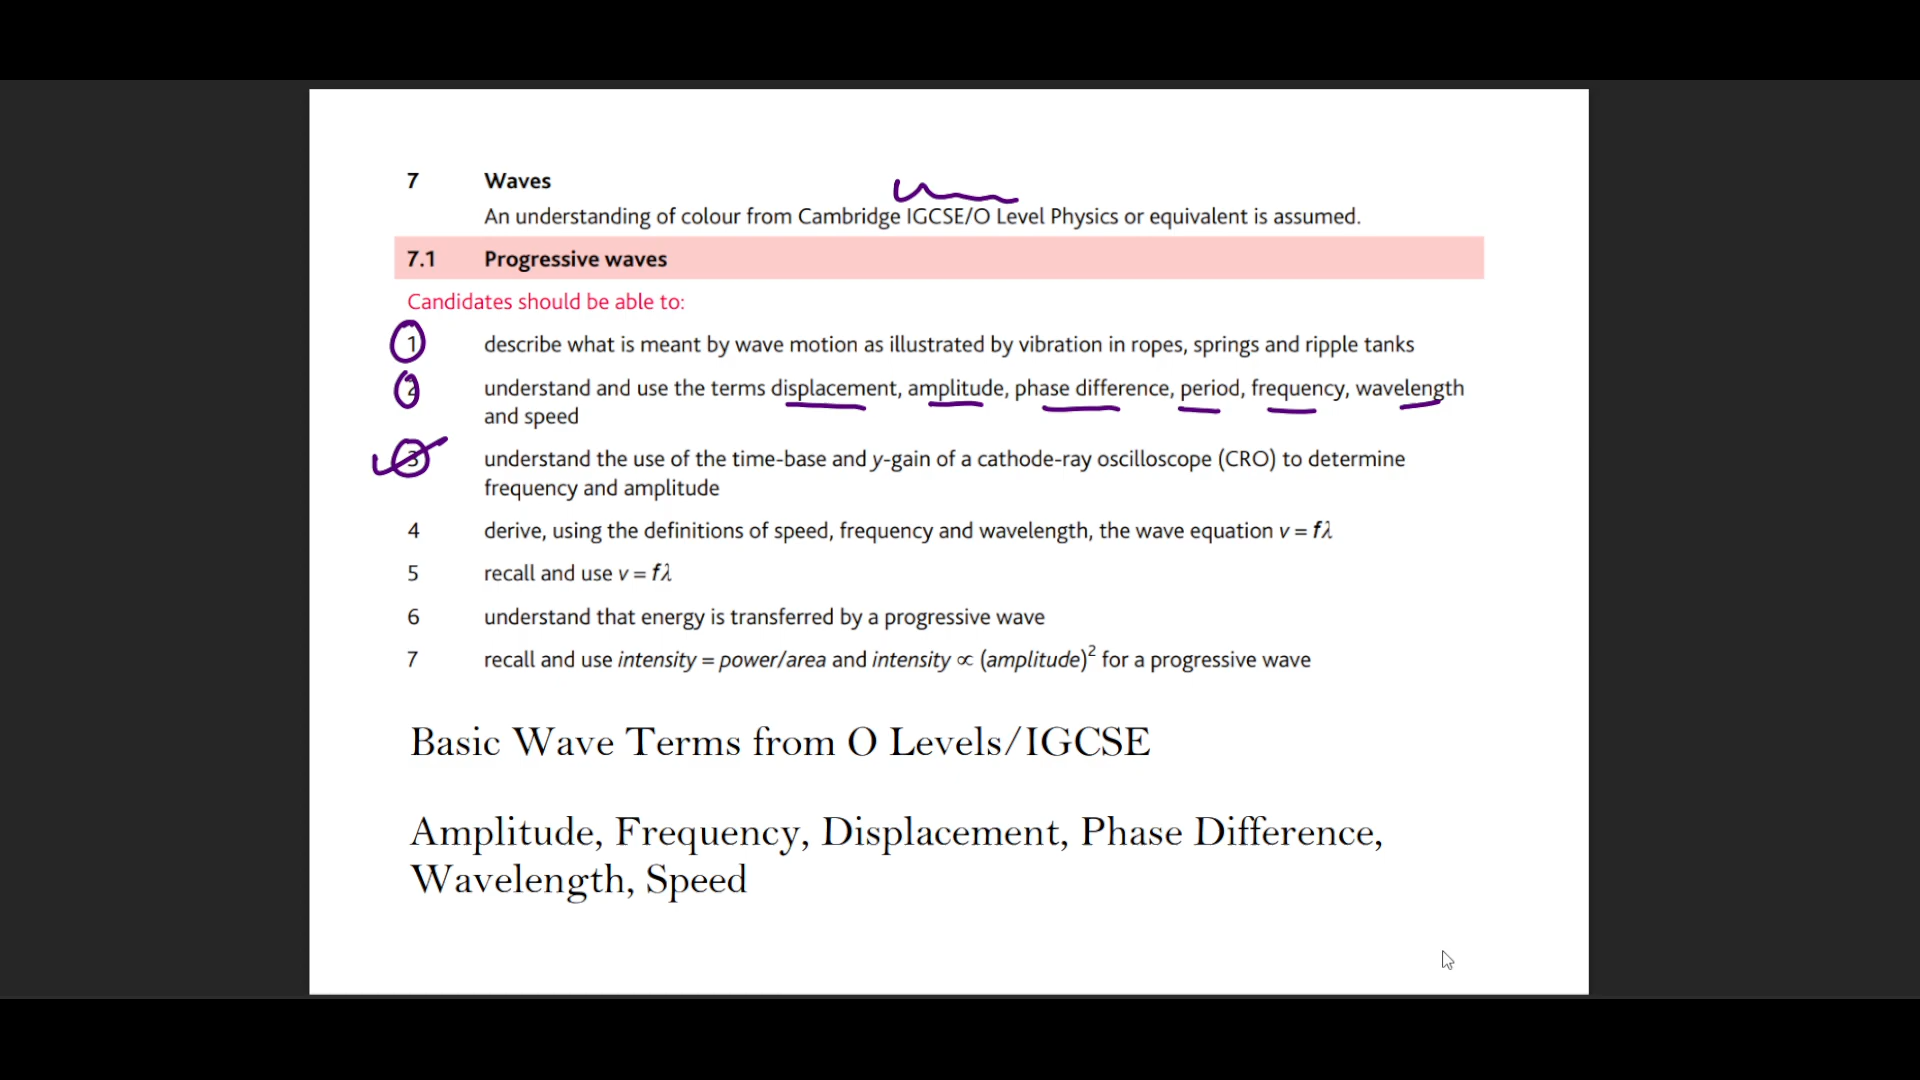 7 Waves
An understanding of colour from Cambridge IGCSE/O Level Physics or equivalent is assumed.
7.1 Progressive waves
Candidates should be able to:
1 describe what is meant by wave motion as illustrated by vibration in ropes, springs and ripple tanks
2 understand and use the terms displacement, amplitude, phase difference, period, frequency, wavelength
and speed
3 understand the use of the time-base and y-gain of a cathode-ray oscilloscope (CRO) to determine
frequency and amplitude
4 derive, using the definitions of speed, frequency and wavelength, the wave equation v = fλ
5 recall and use v = fλ
6 understand that energy is transferred by a progressive wave
7 recall and use intensity = power/area and intensity ∝ (amplitude)² for a progressive wave
Basic Wave Terms from O Levels/IGCSE
Amplitude, Frequency, Displacement, Phase Difference,
Wavelength, Speed